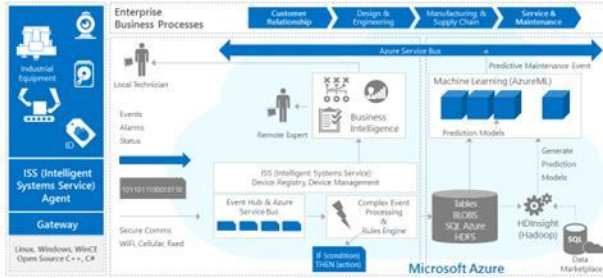 Enterprise
Business Processes
Customer
Relationship
Design &
Engineering
Manufacturing &
Supply Chain
Service &
Maintenance
Azure Service Bus
Predictive Maintenance Event
Industrial
Equipment
ID
ISS (Intelligent
Systems Service)
Agent
Gateway
Linux, Windows, WinCE
Open Source C++, C#
Local Technician
Events
Alarms
Status
1011011100010110
Secure Comms
WiFi, Cellular, fixed
Remote Expert
Business
Intelligence
ISS (Intelligent Systems Service)
Device Registry, Device Management
Event Hub & Azure
Service Bus
Complex Event
Processing &
Rules Engine
IF (condition)
THEN (action)
Machine Learning (AzureML)
Prediction Models
Generate
Prediction
Models
Tables
BLOBS
SQL Azure
HDFS
HDInsight
(Hadoop)
SQL
Data
Marketplace
Microsoft Azure